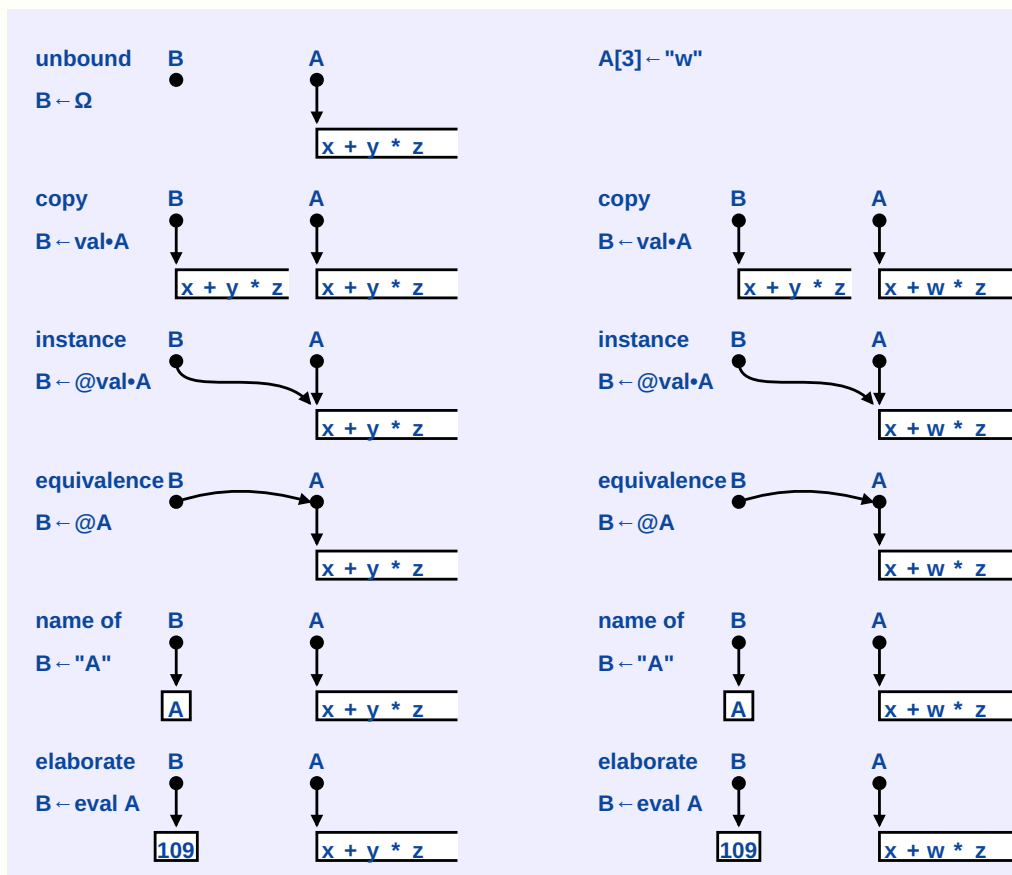 unbound B A A[3]←"w"
B←Ω
x + y * z
copy B A copy B A
B←val•A B←val•A
x + y * z x + y * z x + y * z x + w * z
instance B A instance B A
B←@val•A B←@val•A
x + y * z x + w * z
equivalence B A equivalence B A
B←@A B←@A
x + y * z x + w * z
name of B A name of B A
B←"A" B←"A"
A x + y * z A x + w * z
elaborate B A elaborate B A
B←eval A B←eval A
109 x + y * z 109 x + w * z